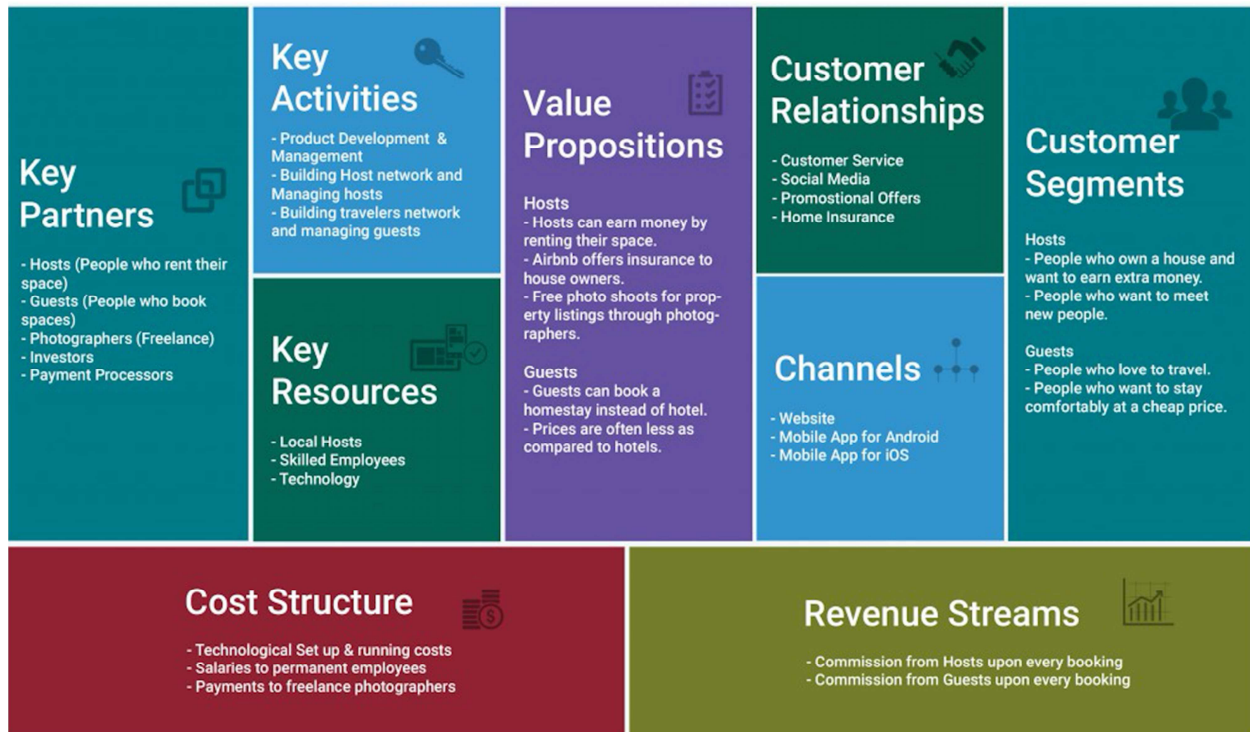 Key
Partners
- Hosts (People who rent their
space)
- Guests (People who book
spaces)
- Photographers (Freelance)
- Investors
- Payment Processors
Key
Activities
- Product Development &
Management
- Building Host network and
Managing hosts
- Building travelers network
and managing guests
Key
Resources
- Local Hosts
- Skilled Employees
- Technology
Value
Propositions
Hosts
- Hosts can earn money by
renting their space.
- Airbnb offers insurance to
house owners.
- Free photo shoots for prop-
erty listings through photog-
raphers.
Guests
- Guests can book a
homestay instead of hotel.
- Prices are often less as
compared to hotels.
Customer
Relationships
- Customer Service
- Social Media
- Promostional Offers
- Home Insurance
Channels
- Website
- Mobile App for Android
- Mobile App for iOS
Customer
Segments
Hosts
- People who own a house and
want to earn extra money.
- People who want to meet
new people.
Guests
- People who love to travel.
- People who want to stay
comfortably at a cheap price.
Cost Structure
$
- Technological Set up & running costs
- Salaries to permanent employees
- Payments to freelance photographers
Revenue Streams
- Commission from Hosts upon every booking
- Commission from Guests upon every booking